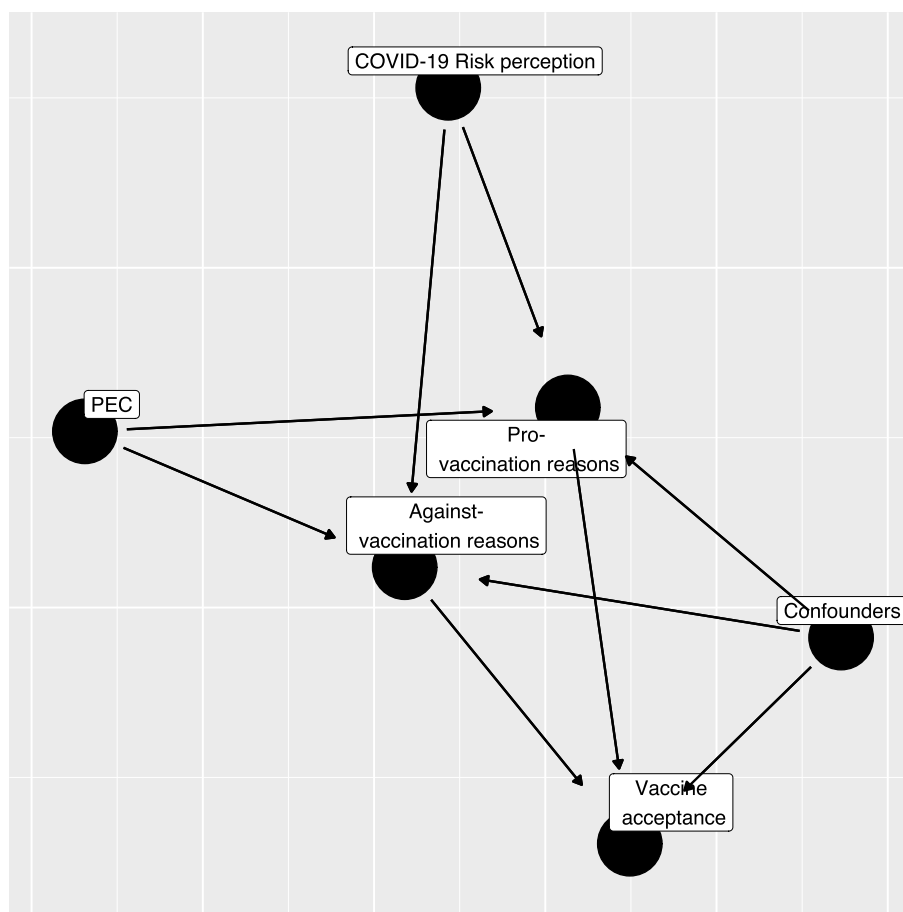 COVID-19 Risk perception
PEC
Pro-
vaccination reasons
Against-
vaccination reasons
Confounders
Vaccine
acceptance